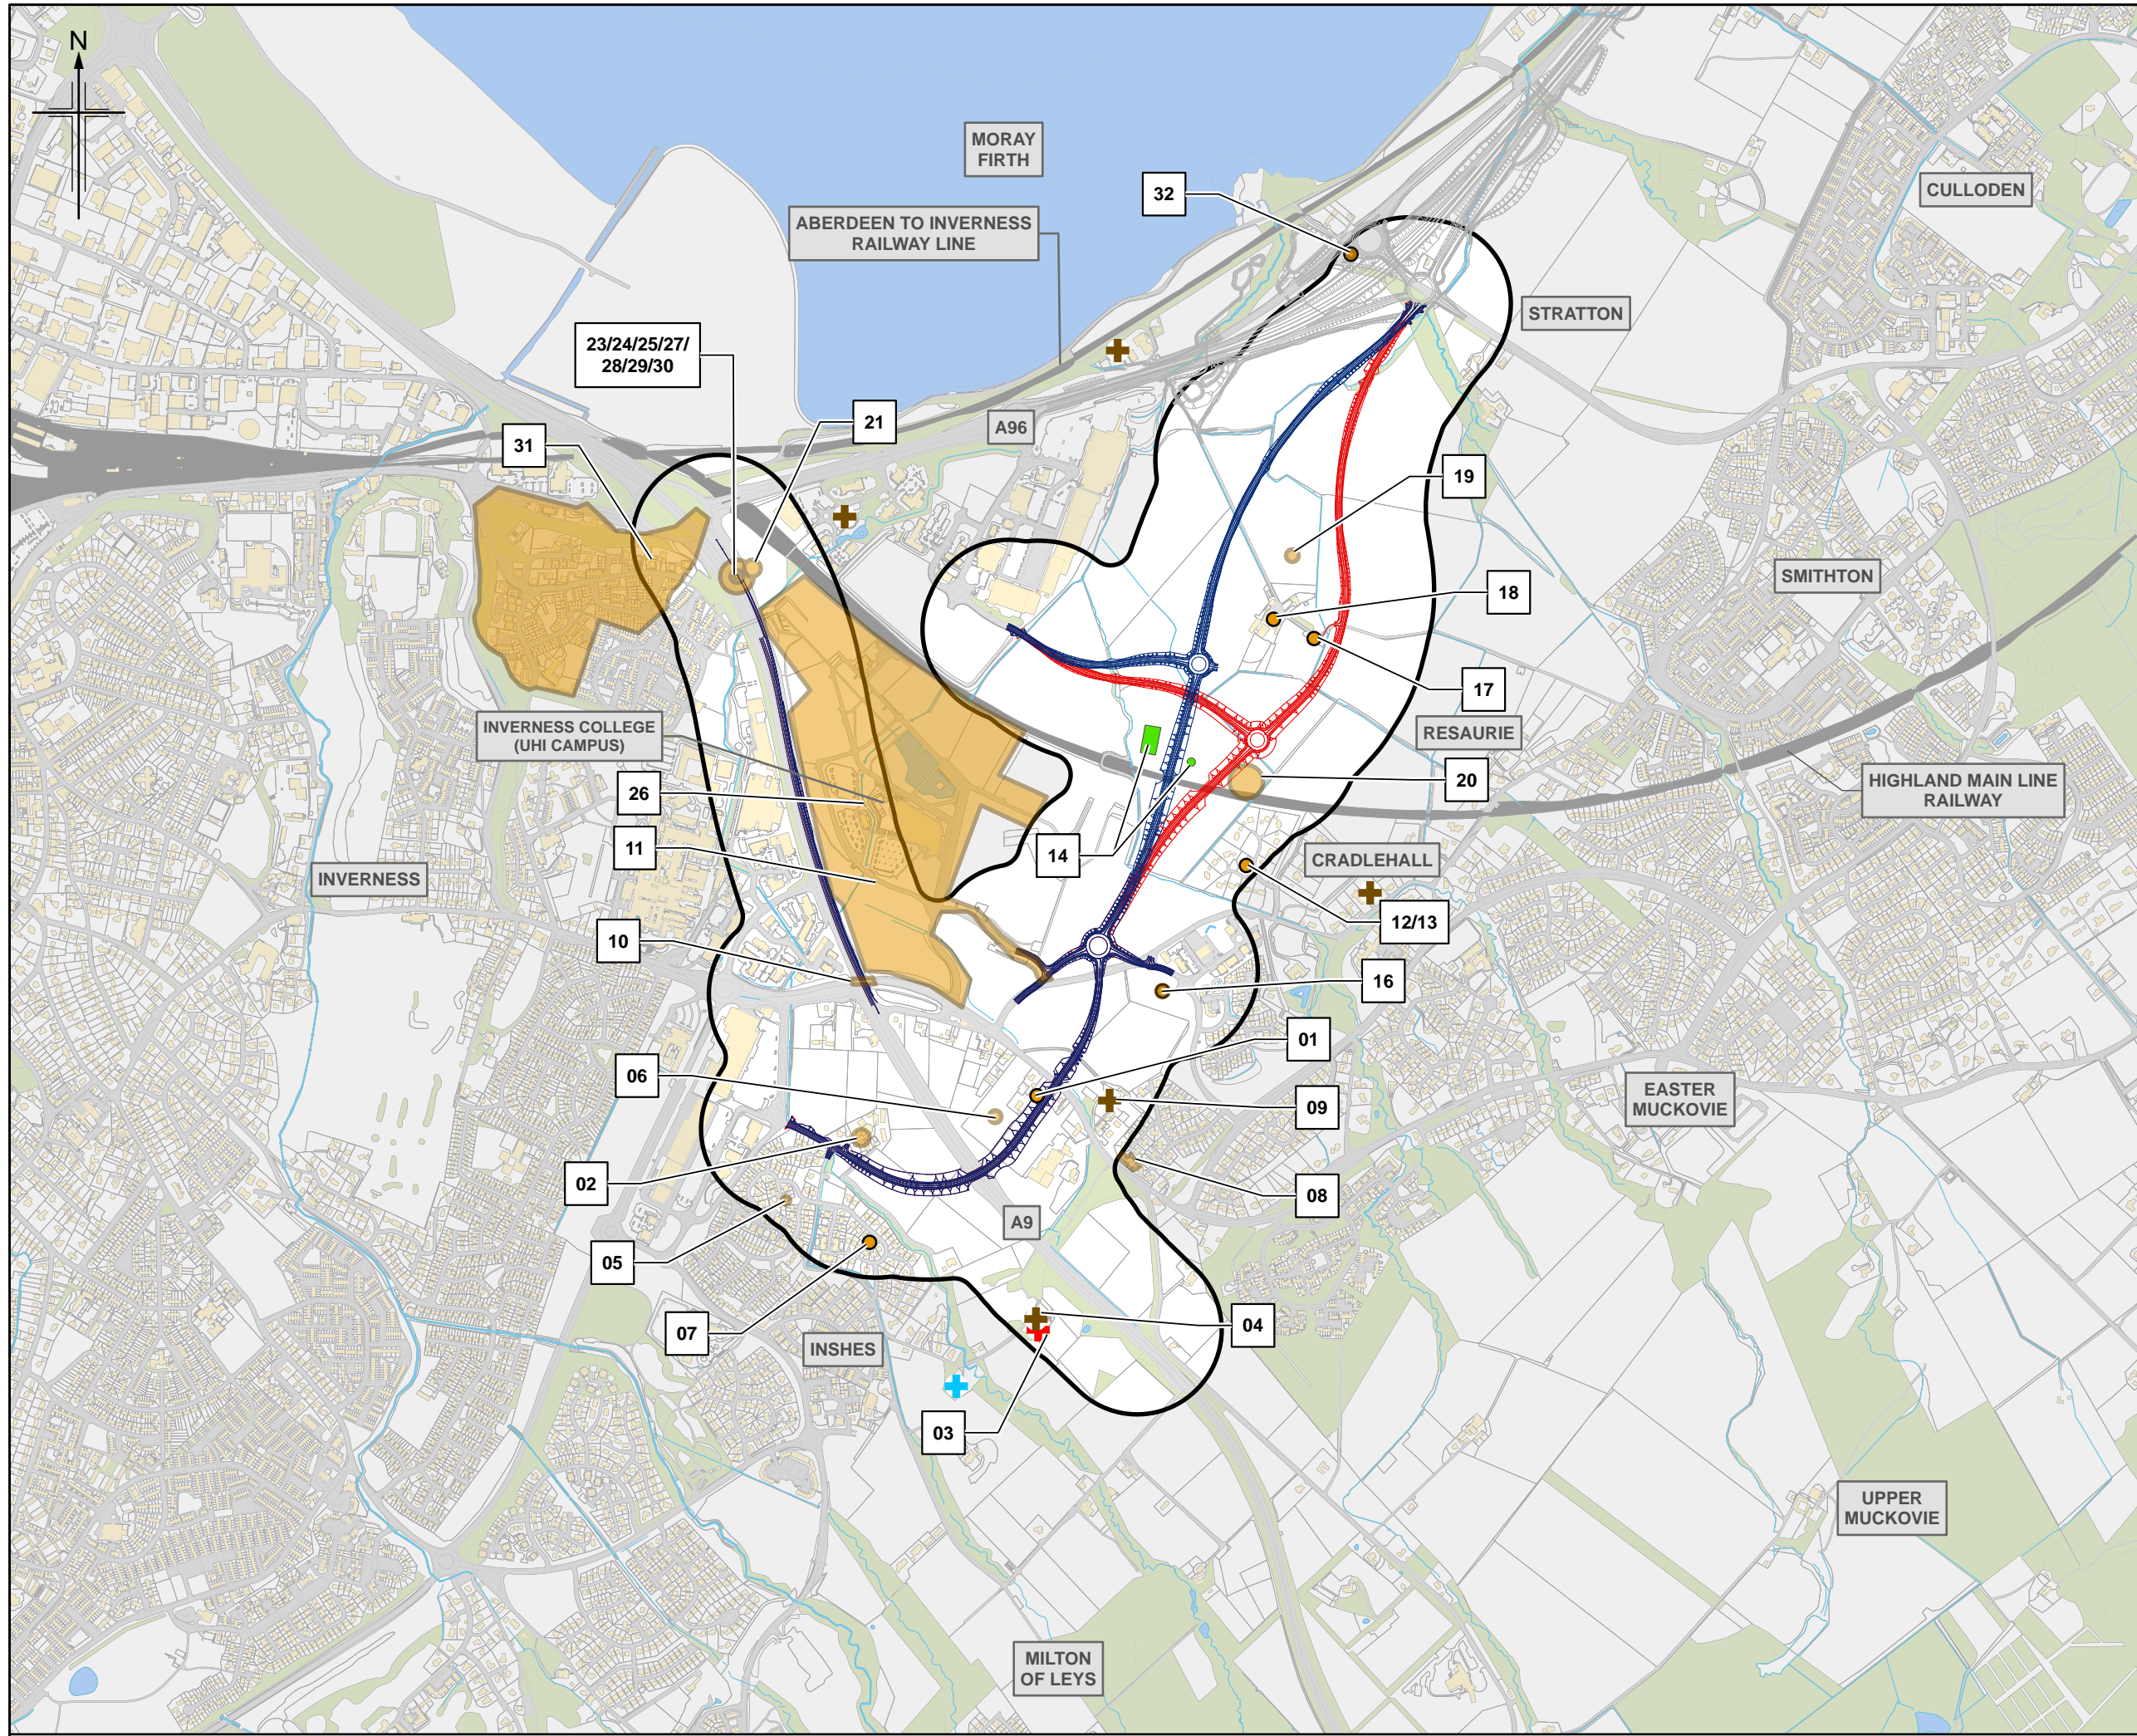 N
MORAY
FIRTH
CULLODEN
32
ABERDEEN TO INVERNESS
RAILWAY LINE
STRATTON
23/24/25/27/
28/29/30
21
A96
31
19
SMITHTON
18
17
INVERNESS COLLEGE
(UHI CAMPUS)
RESAURIE
20
HIGHLAND MAIN LINE
RAILWAY
26
11
14
CRADLEHALL
INVERNESS
12/13
10
16
01
06
09
EASTER
MUCKOVIE
02
08
A9
05
07
04
INSHES
03
UPPER
MUCKOVIE
MILTON
OF LEYS